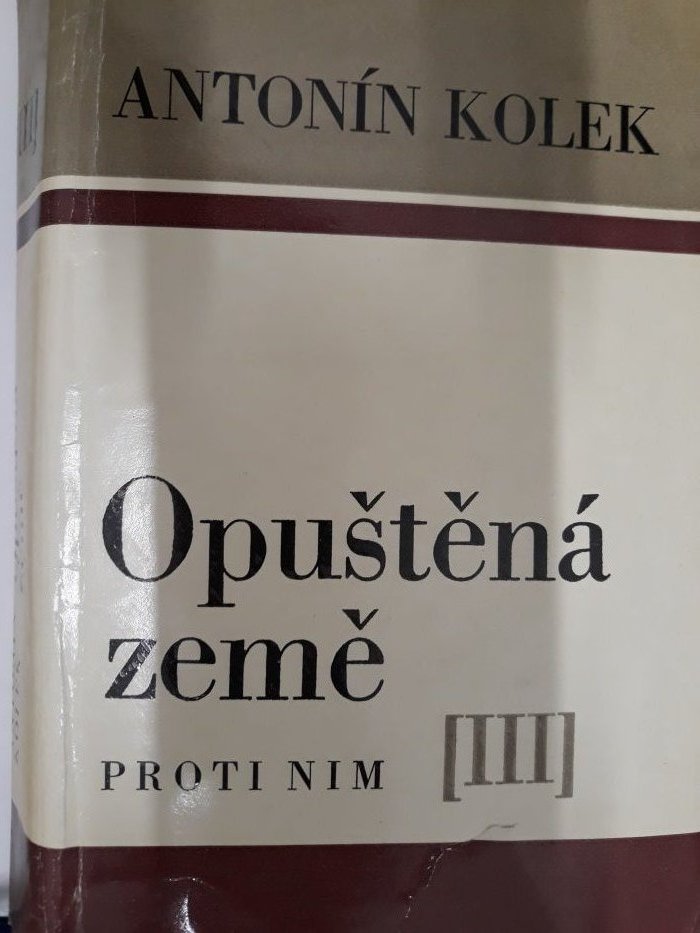 ANTONÍN KOLEK
Opuštěná
země
PROTI NIM [III]